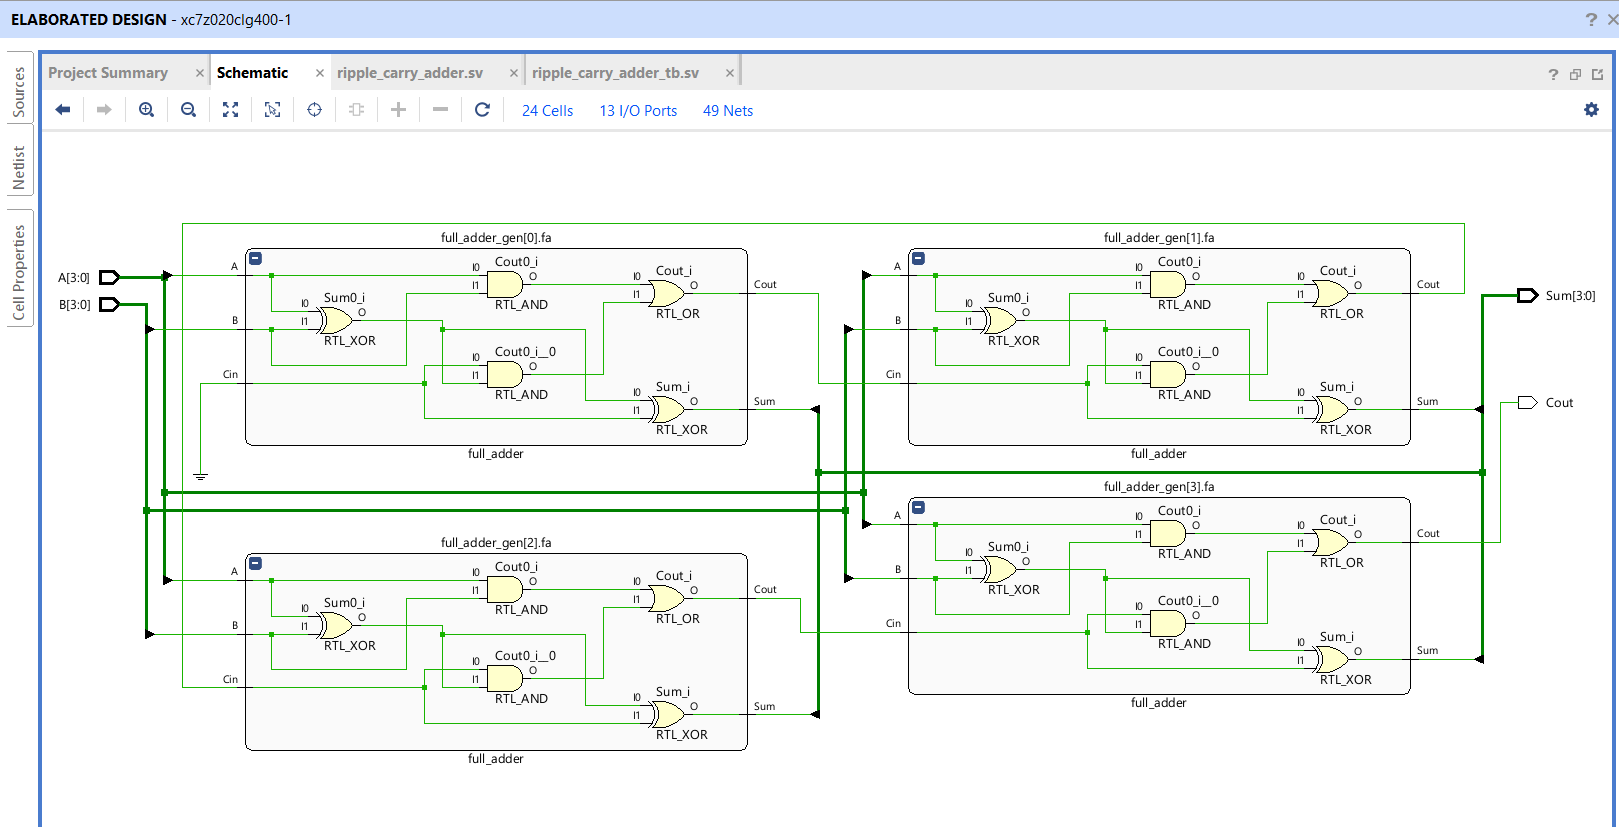 ELABORATED DESIGN - xc7z020clg400-1
Sources
Netlist
Cell Properties
Project Summary
Schematic
ripple_carry_adder.sv
ripple_carry_adder_tb.sv
24 Cells
13 I/O Ports
49 Nets
A[3:0]
B[3:0]
full_adder_gen[0].fa
A
B
Cin
I0
I1
Sum0_i
O
RTL_XOR
I0
I1
Cout0_i
O
RTL_AND
I0
I1
Cout0_i__0
O
RTL_AND
I0
I1
Cout_i
O
RTL_OR
I0
I1
Sum_i
O
RTL_XOR
Cout
Sum
full_adder
full_adder_gen[1].fa
A
B
Cin
I0
I1
Sum0_i
O
RTL_XOR
I0
I1
Cout0_i
O
RTL_AND
I0
I1
Cout0_i__0
O
RTL_AND
I0
I1
Cout_i
O
RTL_OR
I0
I1
Sum_i
O
RTL_XOR
Cout
Sum
full_adder
Sum[3:0]
Cout
full_adder_gen[2].fa
A
B
Cin
I0
I1
Sum0_i
O
RTL_XOR
I0
I1
Cout0_i
O
RTL_AND
I0
I1
Cout0_i__0
O
RTL_AND
I0
I1
Cout_i
O
RTL_OR
I0
I1
Sum_i
O
RTL_XOR
Cout
Sum
full_adder
full_adder_gen[3].fa
A
B
Cin
I0
I1
Sum0_i
O
RTL_XOR
I0
I1
Cout0_i
O
RTL_AND
I0
I1
Cout0_i__0
O
RTL_AND
I0
I1
Cout_i
O
RTL_OR
I0
I1
Sum_i
O
RTL_XOR
Cout
Sum
full_adder